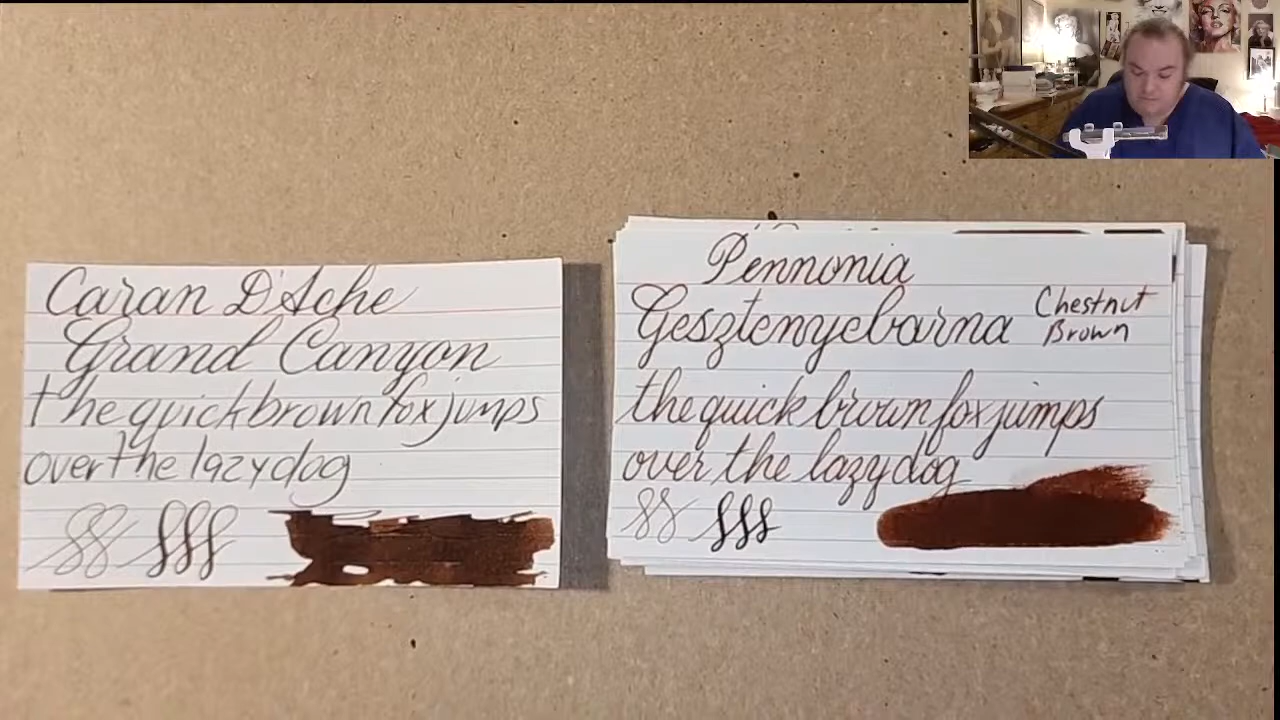 Caran D'Ache
Grand Canyon
the quick brown fox jumps
over the lazy dog
Pennonia
Gesztenyebarna
Chestnut
Brown
the quick brown fox jumps
over the lazy dog